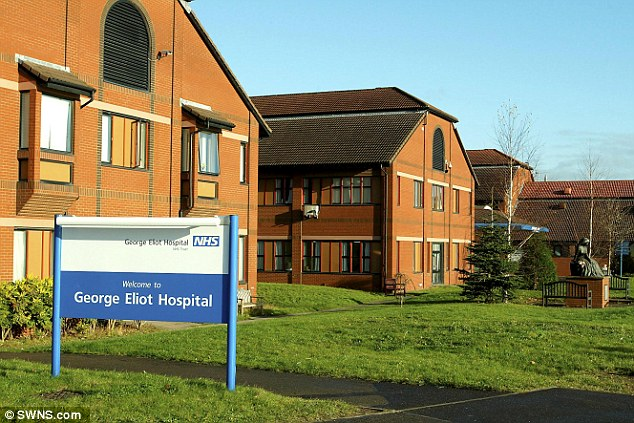 George Eliot Hospital NHS
NHS Trust
Welcome to
George Eliot Hospital
© SWNS.com